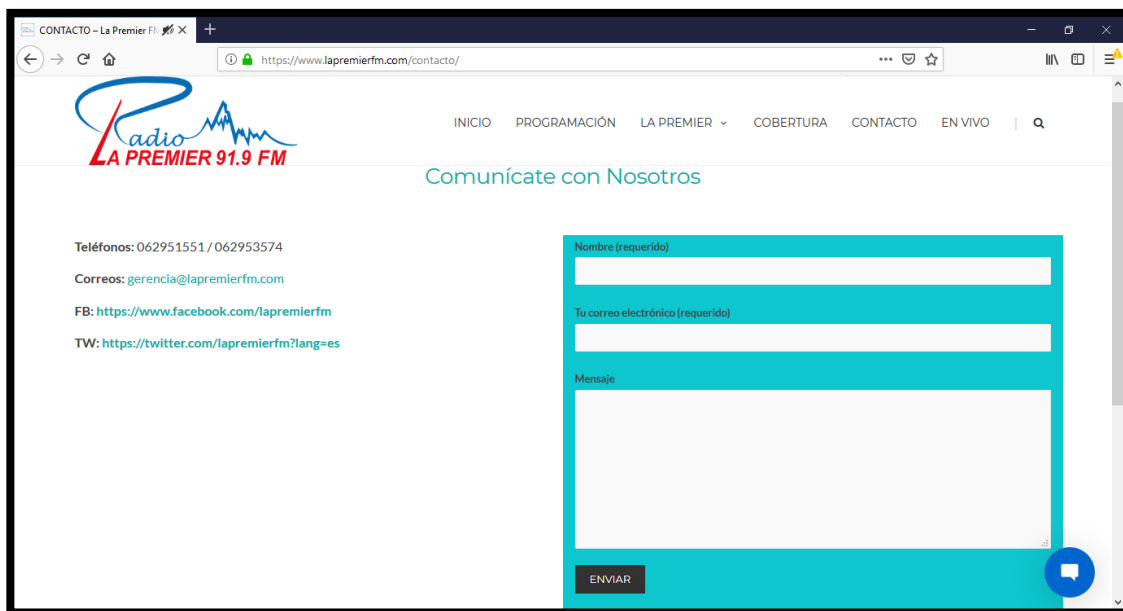 CONTACTO – La Premier FM
https://www.lapremierfm.com/contacto/
Radio
LA PREMIER 91.9 FM
INICIO PROGRAMACIÓN LA PREMIER COBERTURA CONTACTO EN VIVO
Comunícate con Nosotros
Teléfonos: 062951551 / 062953574
Correos: gerencia@lapremierfm.com
FB: https://www.facebook.com/lapremierfm
TW: https://twitter.com/lapremierfm?lang=es
Nombre (requerido)
Tu correo electrónico (requerido)
Mensaje
ENVIAR